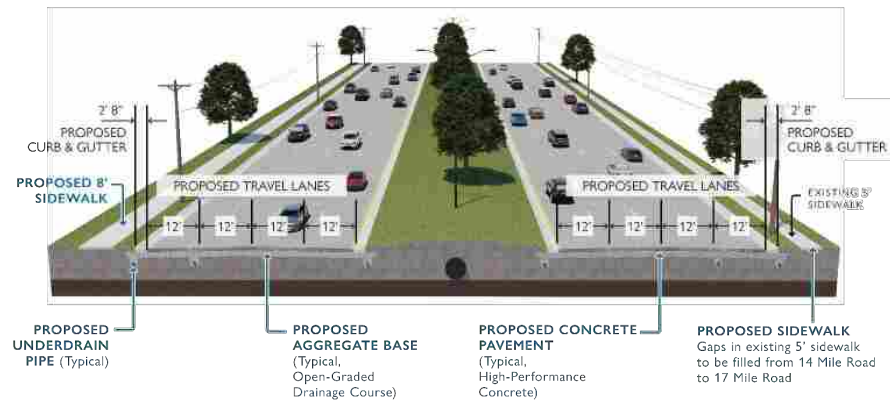 2' 8"
PROPOSED
CURB & GUTTER
2' 8"
PROPOSED
CURB & GUTTER
PROPOSED 8'
SIDEWALK
PROPOSED TRAVEL LANES
PROPOSED TRAVEL LANES
EXISTING 5'
SIDEWALK
12' 12' 12' 12'
12' 12' 12' 12'
PROPOSED
UNDERDRAIN
PIPE (Typical)
PROPOSED
AGGREGATE BASE
(Typical,
Open-Graded
Drainage Course)
PROPOSED CONCRETE
PAVEMENT
(Typical,
High-Performance
Concrete)
PROPOSED SIDEWALK
Gaps in existing 5' sidewalk
to be filled from 14 Mile Road
to 17 Mile Road